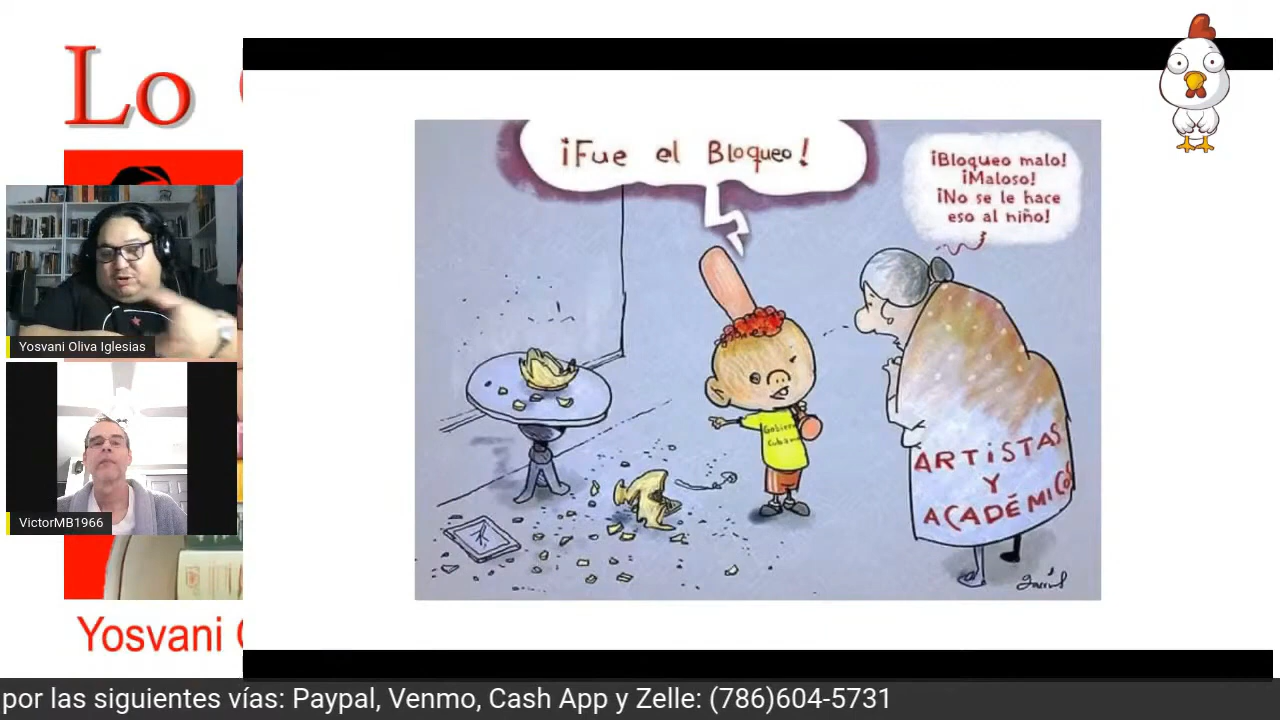 Lo
¡Fue el Bloqueo!
¡Bloqueo malo!
¡Maloso!
¡No se le hace
eso al niño!
Yosvani Oliva Iglesias
VictorMB1966
ARTISTAS
Y
ACADÉMICOS
Yosvani
por las siguientes vías: Paypal, Venmo, Cash App y Zelle: (786)604-5731